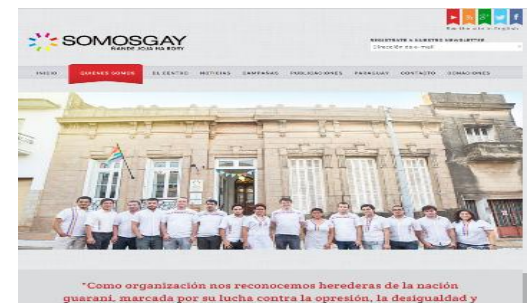 SOMOSGAY
ÑANDE JOJA HA RORY
REGISTRATE A NUESTRO NEWSLETTER
Dirección de e-mail
INICIO QUIÉNES SOMOS EL CENTRO NOTICIAS CAMPAÑAS PUBLICACIONES PARAGUAY CONTACTO DONACIONES
"Como organización nos reconocemos herederas de la nación
guaraní, marcada por su lucha contra la opresión, la desigualdad y